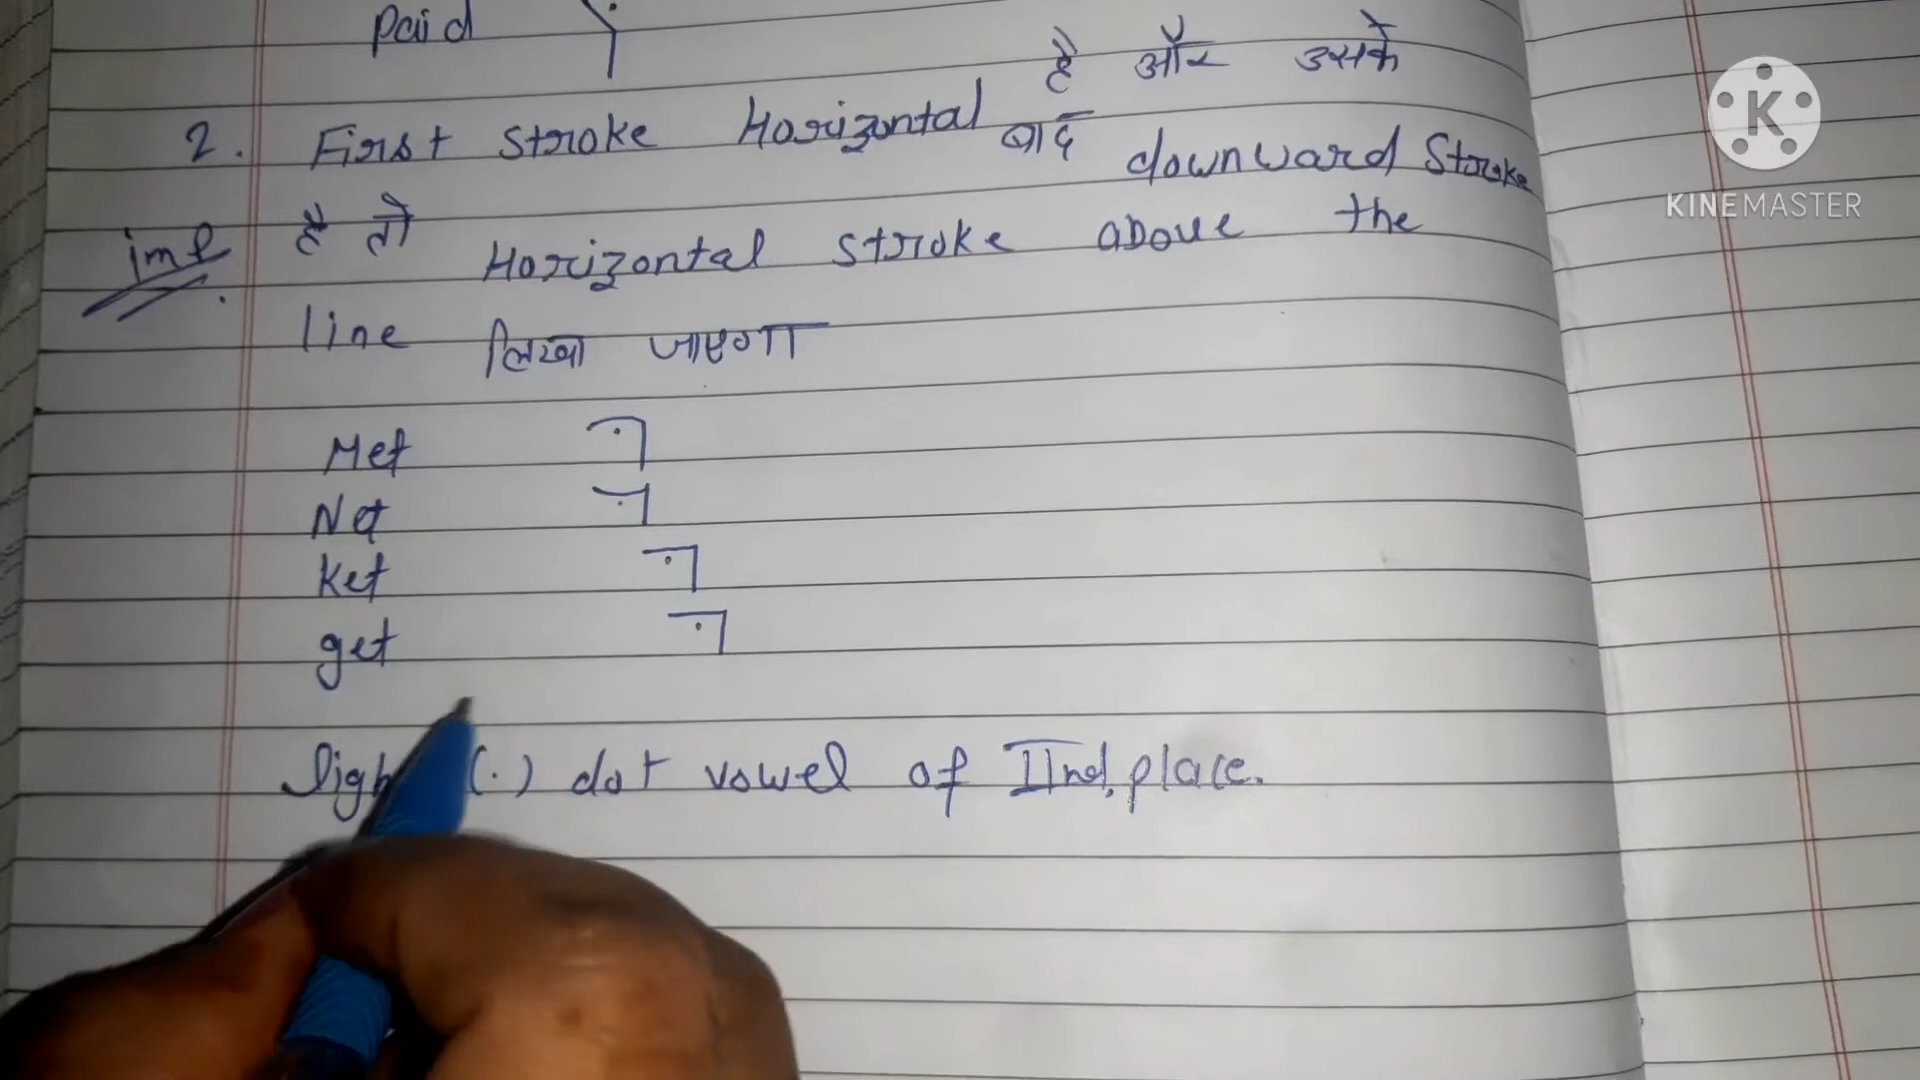 Paid
2. First stroke Horizontal है और उसके
बाद downward stroke
imp है तो Horizontal stroke above the
line लिखा जाएगा
Met
Net
Ket
get
light (.) dot vowel of IInd place.
K
KINEMASTER